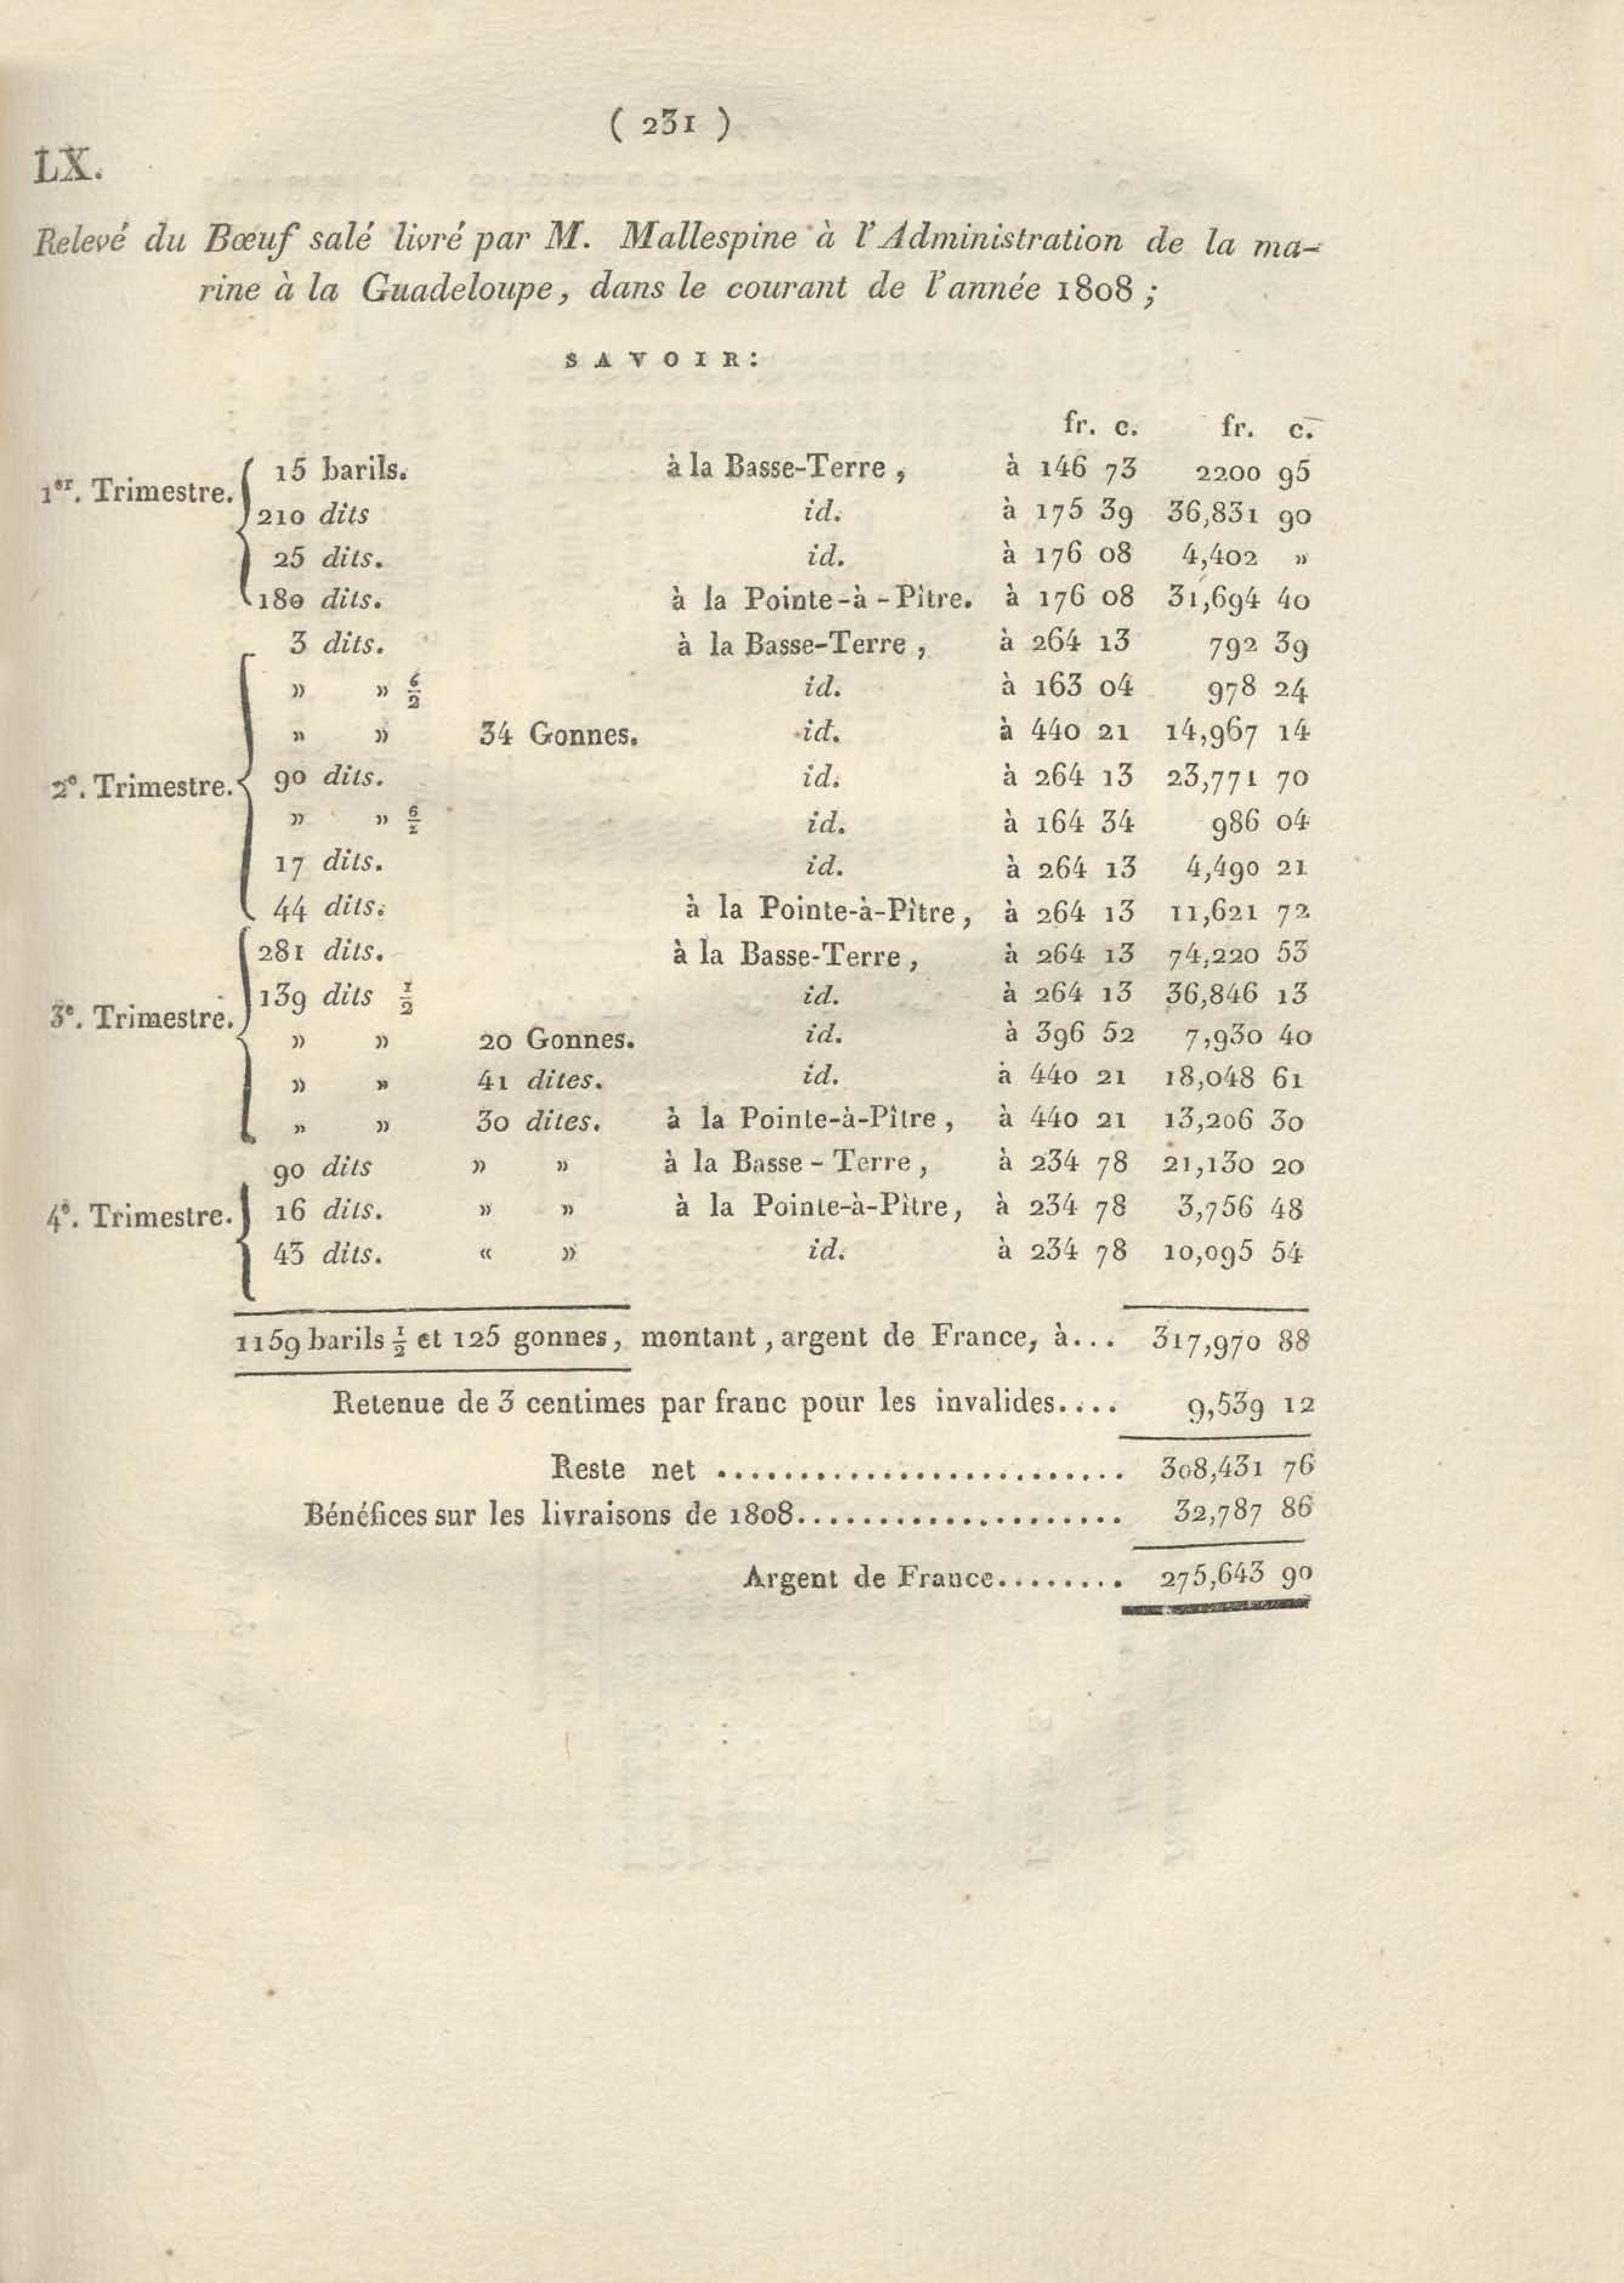 ( 231 )
LX.
Relevé du Bœuf salé livré par M. Mallespine à l'Administration de la ma-
rine à la Guadeloupe, dans le courant de l'année 1808 ;
SAVOIR:
fr. c. fr. c.
1er. Trimestre. 15 barils. à la Basse-Terre, à 146 73 2200 95
210 dits id. à 175 39 36,831 90
25 dits. id. à 176 08 4,402 »
180 dits. à la Pointe-à-Pître. à 176 08 31,694 40
3 dits. à la Basse-Terre, à 264 13 792 39
» » 6/2 id. à 163 04 978 24
» » 34 Gonnes. id. à 440 21 14,967 14
2e. Trimestre. 90 dits. id. à 264 13 23,771 70
» » 6/2 id. à 164 34 986 04
17 dits. id. à 264 13 4,490 21
44 dits. à la Pointe-à-Pître, à 264 13 11,621 72
281 dits. à la Basse-Terre, à 264 13 74,220 53
3e. Trimestre. 139 dits 1/2 id. à 264 13 36,846 13
» » 20 Gonnes. id. à 396 52 7,930 40
» » 41 dites. id. à 440 21 18,048 61
» » 30 dites. à la Pointe-à-Pître, à 440 21 13,206 30
90 dits » » à la Basse-Terre, à 234 78 21,130 20
4e. Trimestre. 16 dits. » » à la Pointe-à-Pître, à 234 78 3,756 48
43 dits. « » id. à 234 78 10,095 54
1159 barils 1/2 et 125 gonnes, montant, argent de France, à... 317,970 88
Retenue de 3 centimes par franc pour les invalides.... 9,539 12
Reste net .......................... 308,431 76
Bénéfices sur les livraisons de 1808..................... 32,787 86
Argent de France........ 275,643 90